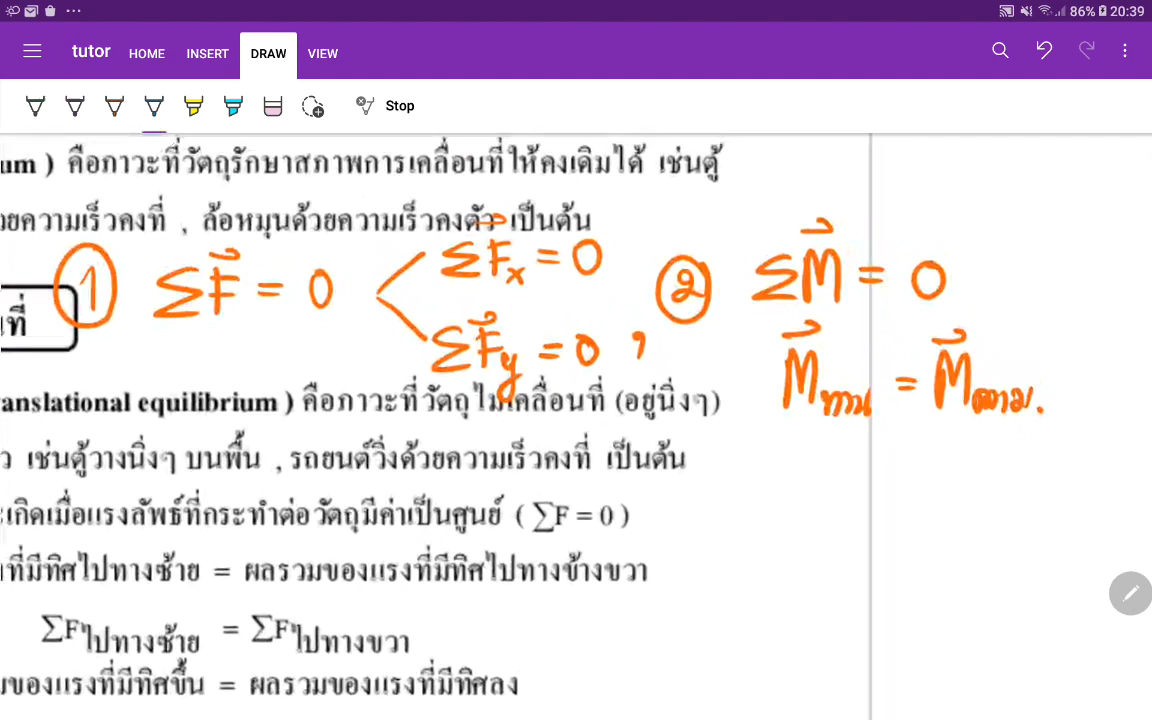 86% 20:39
tutor HOME INSERT DRAW VIEW
Stop
um ) คือภาวะที่วัตถุรักษาสภาพการเคลื่อนที่ให้คงเดิมได้ เช่นตู้
วยความเร็วคงที่ , ล้อหมุนด้วยความเร็วคงตัว เป็นต้น
① ΣF⃗ = 0
ΣF⃗x = 0
ΣF⃗y = 0 ,
② ΣM⃗ = 0
M⃗ทวน = M⃗ตาม.
นที่
anslational equilibrium ) คือภาวะที่วัตถุไม่เคลื่อนที่ (อยู่นิ่งๆ)
ว เช่นตู้วางนิ่งๆ บนพื้น , รถยนต์วิ่งด้วยความเร็วคงที่ เป็นต้น
ะเกิดเมื่อแรงลัพธ์ที่กระทำต่อวัตถุมีค่าเป็นศูนย์ ( ∑F = 0 )
ที่มีทิศไปทางซ้าย = ผลรวมของแรงที่มีทิศไปทางข้างขวา
∑Fไปทางซ้าย = ∑Fไปทางขวา
มของแรงที่มีทิศขึ้น = ผลรวมของแรงที่มีทิศลง